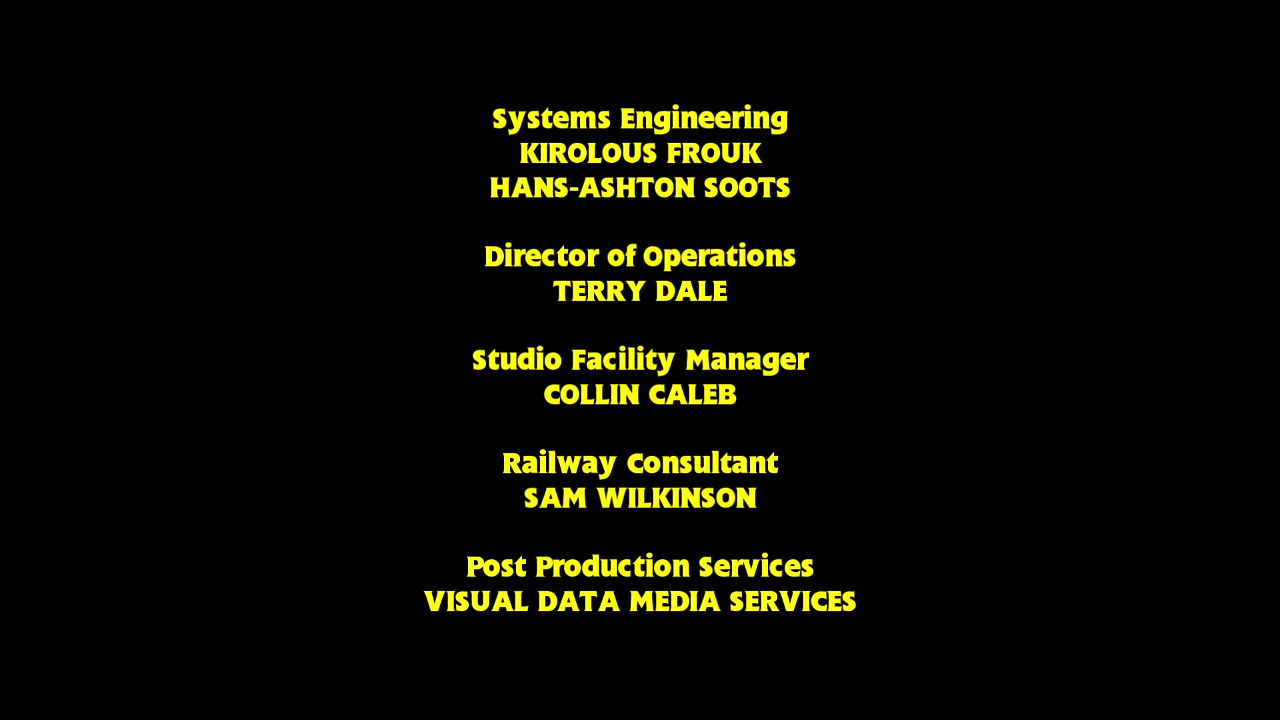 Systems Engineering
KIROLOUS FROUK
HANS-ASHTON SOOTS
Director of Operations
TERRY DALE
Studio Facility Manager
COLLIN CALEB
Railway Consultant
SAM WILKINSON
Post Production Services
VISUAL DATA MEDIA SERVICES